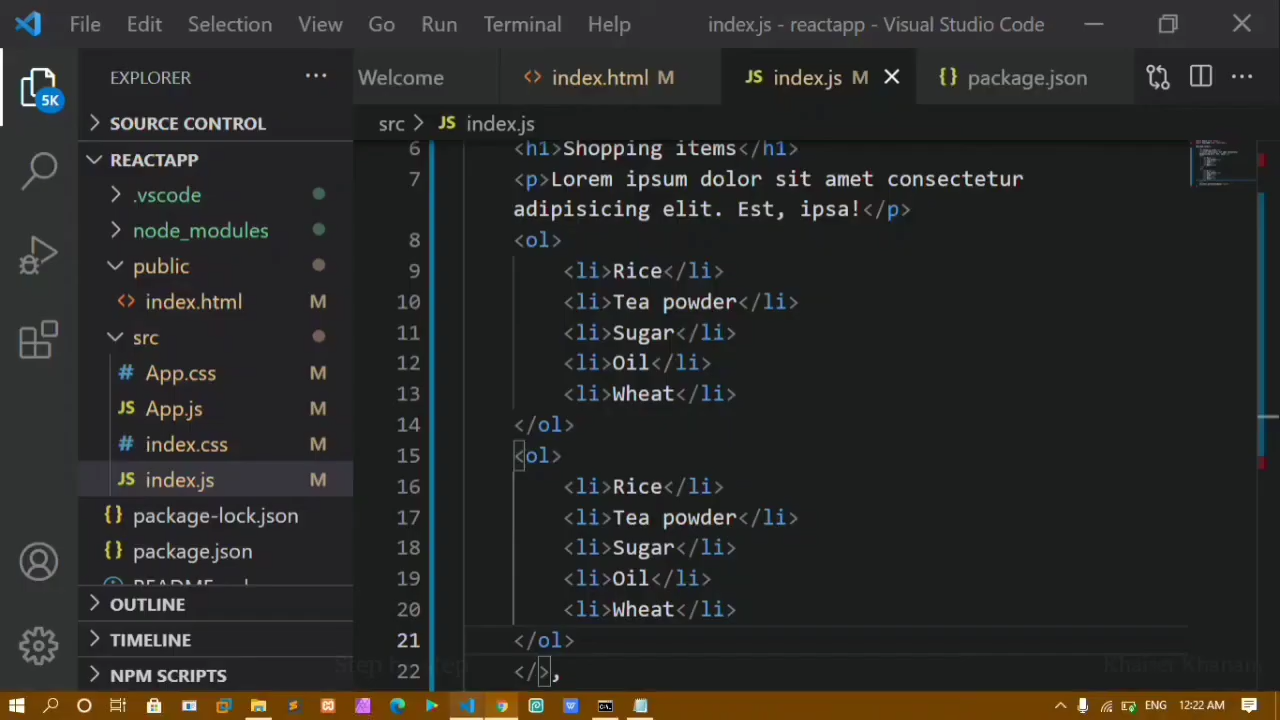 File Edit Selection View Go Run Terminal Help index.js - reactapp - Visual Studio Code
5K
EXPLORER
SOURCE CONTROL
REACTAPP
.vscode
node_modules
public
<> index.html M
src
# App.css M
JS App.js M
# index.css M
JS index.js M
{} package-lock.json
{} package.json
OUTLINE
TIMELINE
NPM SCRIPTS
Welcome <> index.html M JS index.js M {} package.json
src > JS index.js
6 <h1>Shopping items</h1>
7 <p>Lorem ipsum dolor sit amet consectetur
adipisicing elit. Est, ipsa!</p>
8 <ol>
9 <li>Rice</li>
10 <li>Tea powder</li>
11 <li>Sugar</li>
12 <li>Oil</li>
13 <li>Wheat</li>
14 </ol>
15 <ol>
16 <li>Rice</li>
17 <li>Tea powder</li>
18 <li>Sugar</li>
19 <li>Oil</li>
20 <li>Wheat</li>
21 </ol>
22 </>,
ENG 12:22 AM